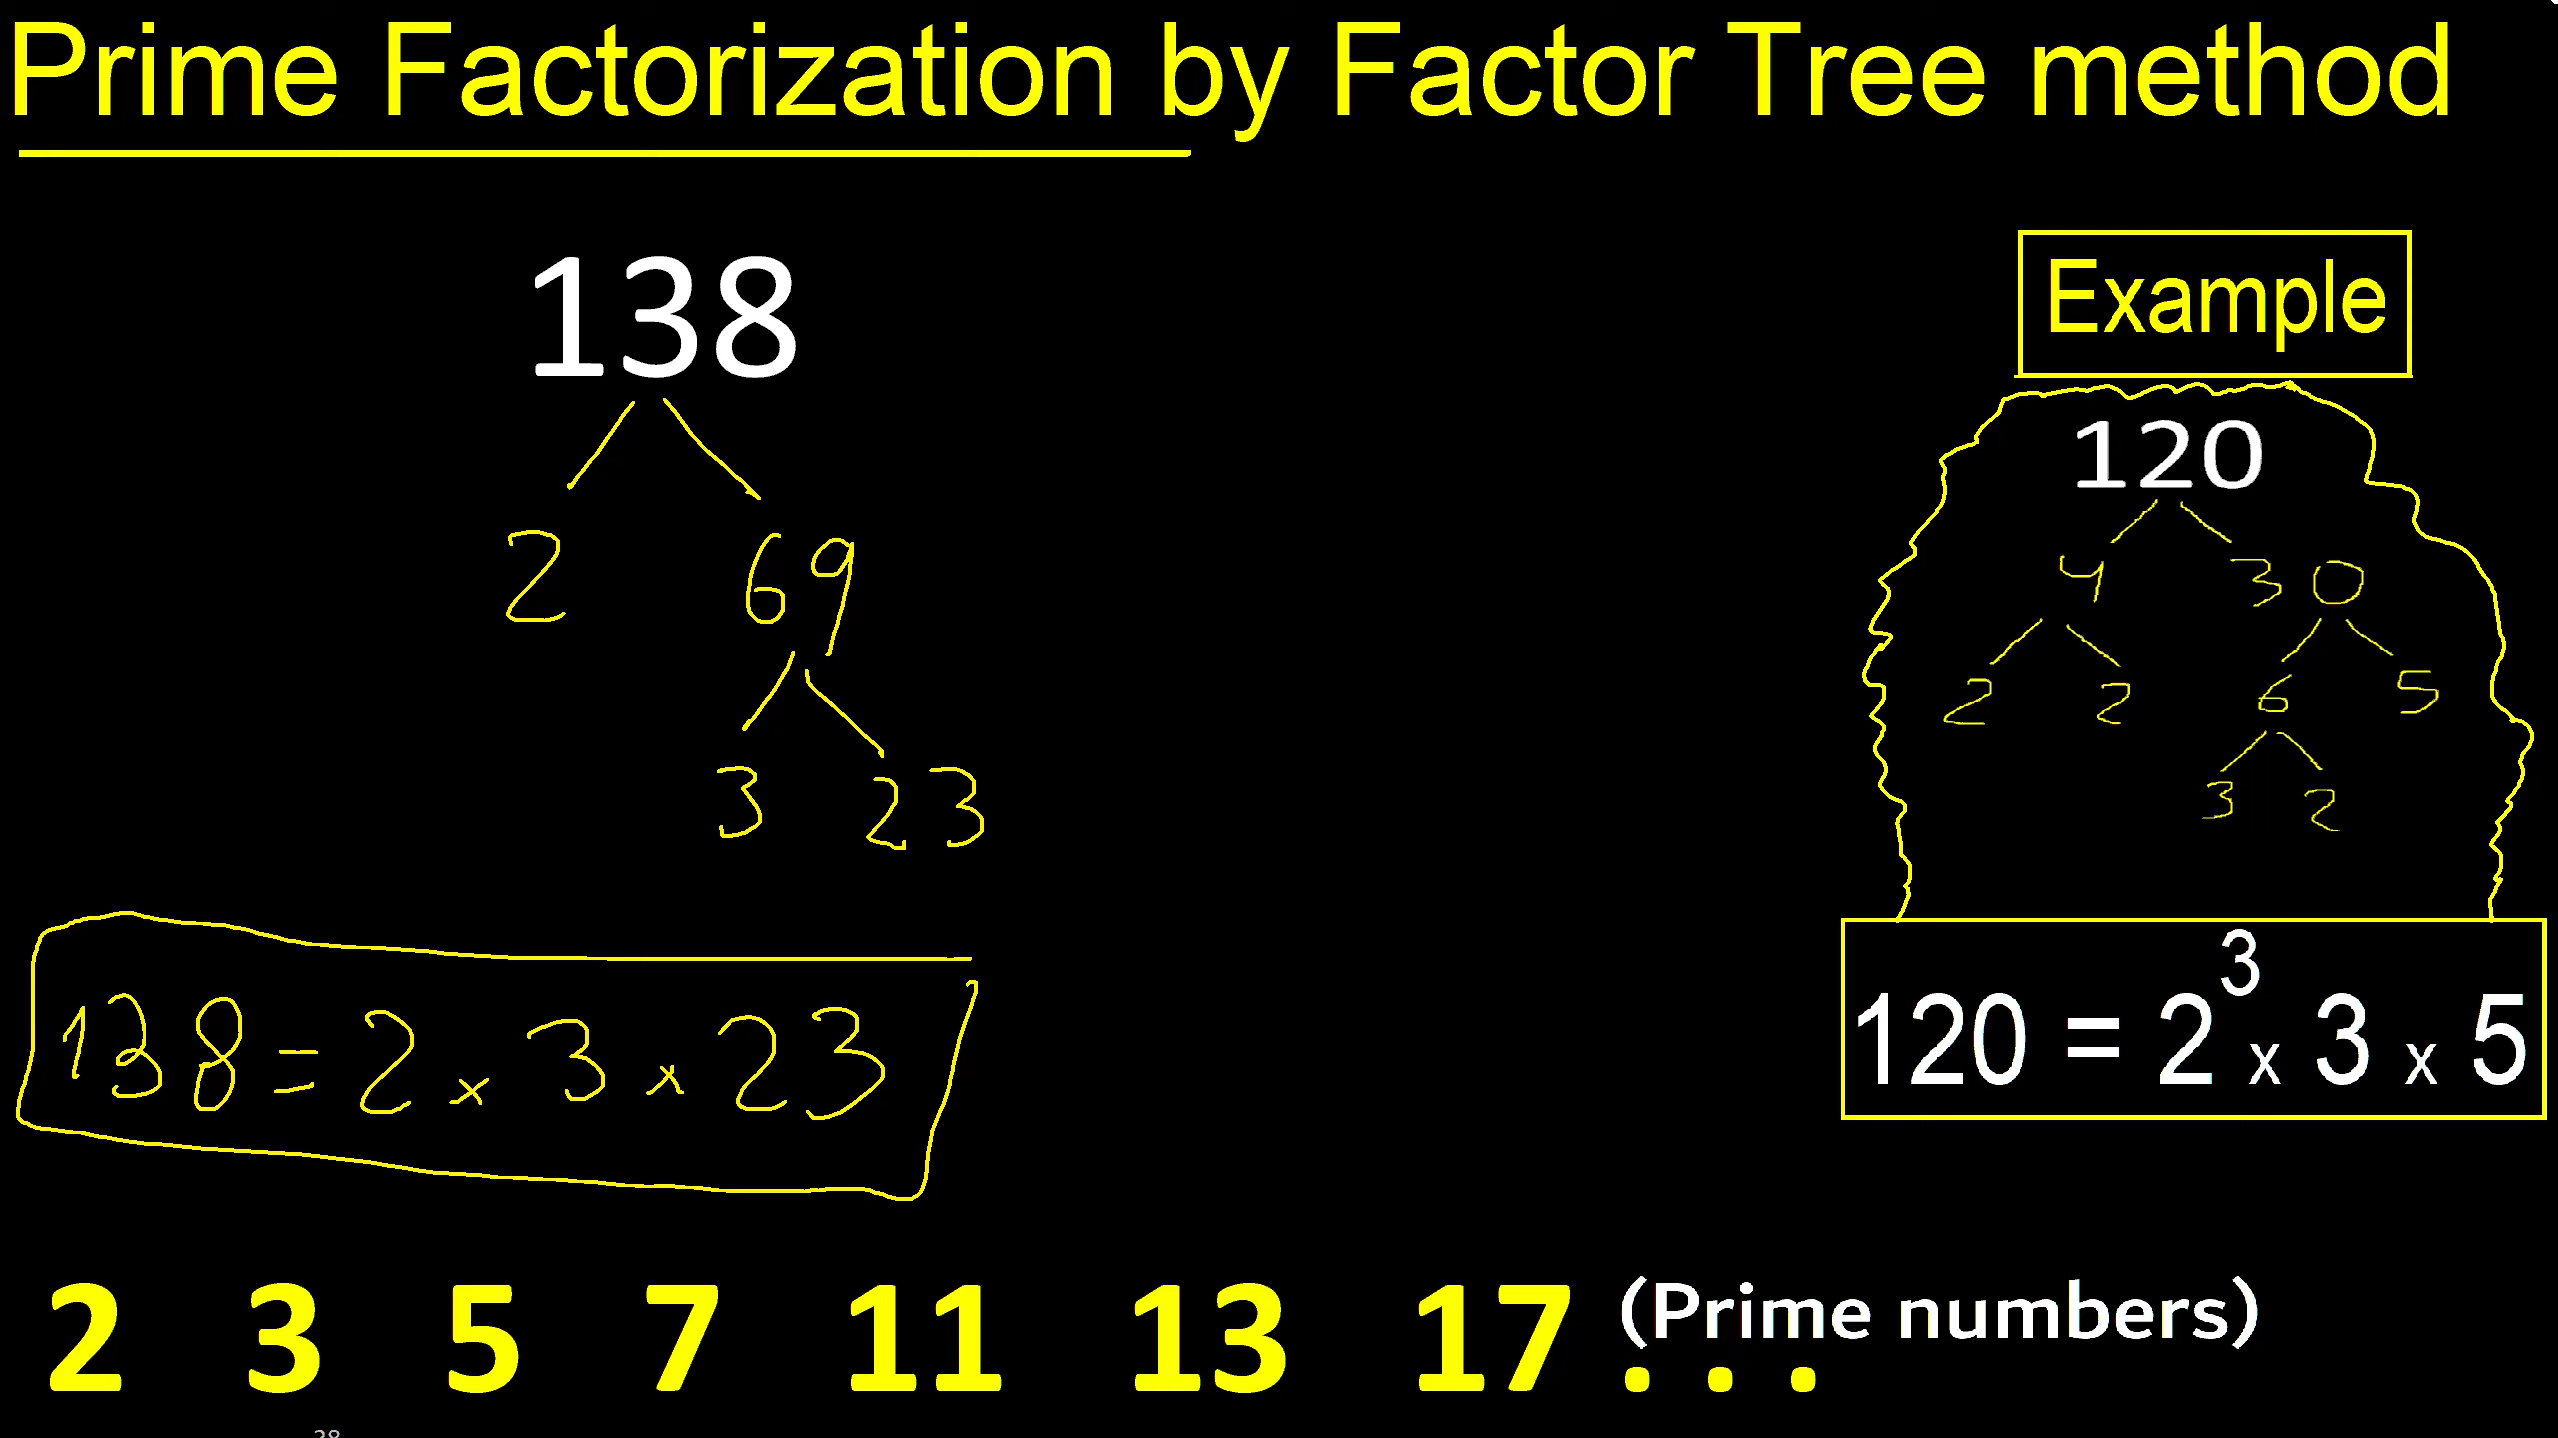 Prime Factorization by Factor Tree method
138
2 69
3 23
138 = 2 x 3 x 23
Example
120
4 30
2 2 6 5
3 2
120 = 2³ x 3 x 5
2 3 5 7 11 13 17 . . . (Prime numbers)